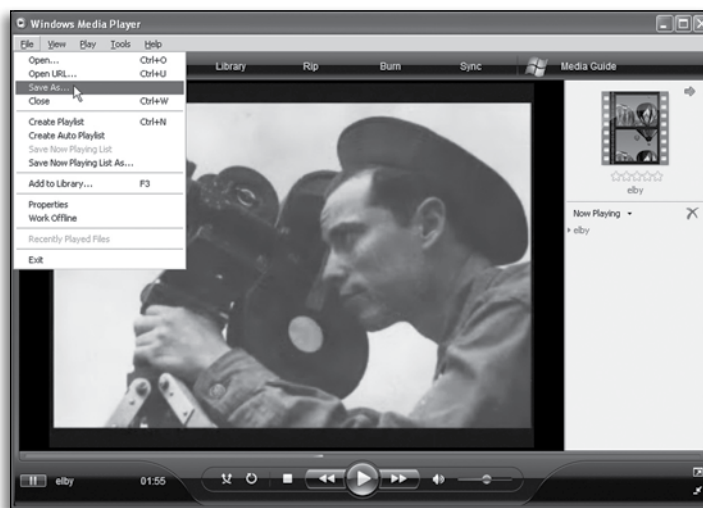 Windows Media Player
File View Play Tools Help
Library Rip Burn Sync Media Guide
Open... Ctrl+O
Open URL... Ctrl+U
Save As...
Close Ctrl+W
Create Playlist Ctrl+N
Create Auto Playlist
Save Now Playing List
Save Now Playing List As...
Add to Library... F3
Properties
Work Offline
Recently Played Files
Exit
elby
Now Playing
elby
elby 01:55